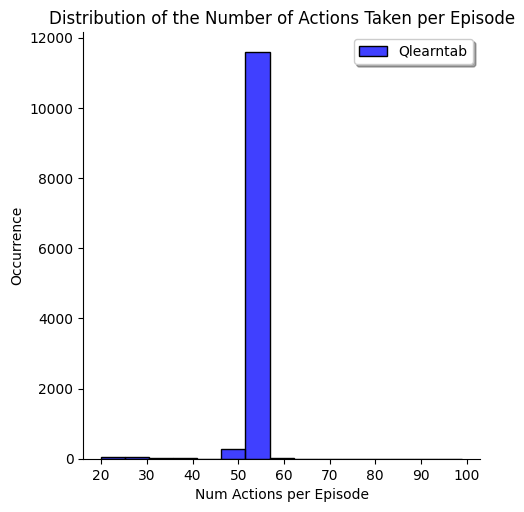 Distribution of the Number of Actions Taken per Episode
Qlearntab
Occurrence
12000
10000
8000
6000
4000
2000
0
20 30 40 50 60 70 80 90 100
Num Actions per Episode